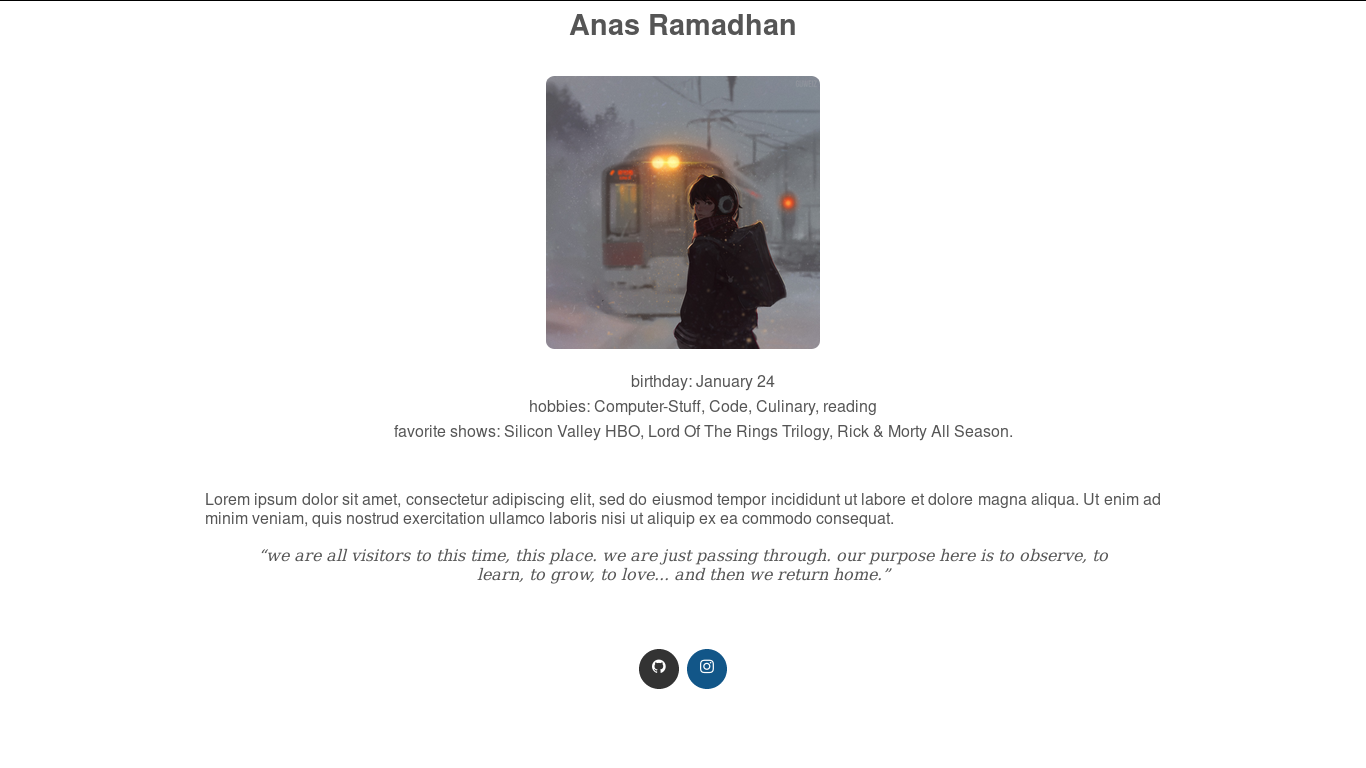 Anas Ramadhan
birthday: January 24
hobbies: Computer-Stuff, Code, Culinary, reading
favorite shows: Silicon Valley HBO, Lord Of The Rings Trilogy, Rick & Morty All Season.
Lorem ipsum dolor sit amet, consectetur adipiscing elit, sed do eiusmod tempor incididunt ut labore et dolore magna aliqua. Ut enim ad
minim veniam, quis nostrud exercitation ullamco laboris nisi ut aliquip ex ea commodo consequat.
“we are all visitors to this time, this place. we are just passing through. our purpose here is to observe, to
learn, to grow, to love... and then we return home.”